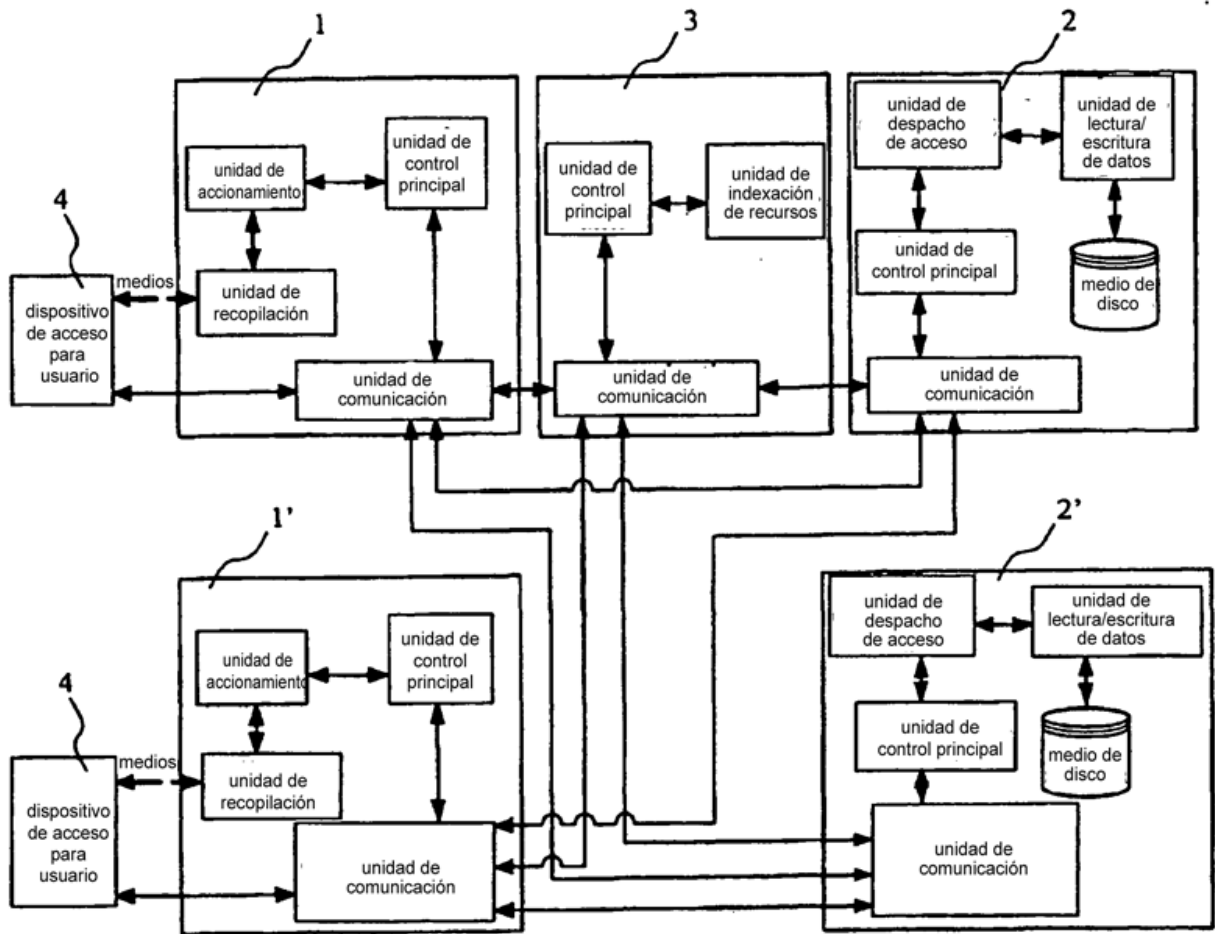 1
3
2
unidad de
accionamiento
unidad de
control
principal
4
medios
unidad de
recopilación
dispositivo
de acceso
para
usuario
unidad de
comunicación
unidad de
control
principal
unidad de
indexación
de recursos
unidad de
comunicación
unidad de
despacho
de acceso
unidad de
lectura/
escritura
de datos
unidad de
control principal
medio de
disco
unidad de
comunicación
1'
2'
unidad de
accionamiento
unidad de
control
principal
4
medios
unidad de
recopilación
dispositivo
de acceso
para
usuario
unidad de
comunicación
unidad de
despacho
de acceso
unidad de
lectura/escritura
de datos
unidad de
control principal
medio de
disco
unidad de
comunicación